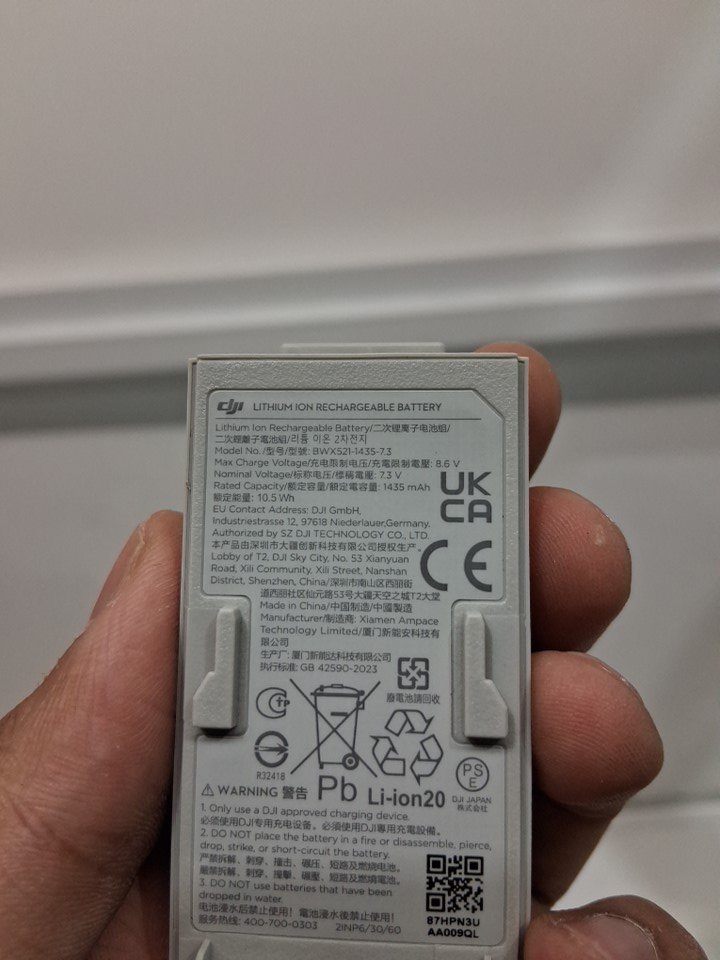 dji LITHIUM ION RECHARGEABLE BATTERY
Lithium Ion Rechargeable Battery/二次锂离子电池组/
二次鋰離子電池組/리튬 이온 2차전지
Model No./型号/型號: BWX521-1435-7.3
Max Charge Voltage/充电限制电压/充電限制電壓: 8.6 V
Nominal Voltage/标称电压/標稱電壓: 7.3 V
Rated Capacity/额定容量/額定電容量: 1435 mAh
额定能量: 10.5 Wh
EU Contact Address: DJI GmbH,
Industriestrasse 12, 97618 Niederlauer,Germany.
Authorized by SZ DJI TECHNOLOGY CO., LTD.
本产品由深圳市大疆创新科技有限公司授权生产。
Lobby of T2, DJI Sky City, No. 53 Xianyuan
Road, Xili Community, Xili Street, Nanshan
District, Shenzhen, China/深圳市南山区西丽街
道西丽社区仙元路53号大疆天空之城T2大堂
Made in China/中国制造/中國製造
Manufacturer/制造商: Xiamen Ampace
Technology Limited/厦门新能安科技有
限公司
生产厂: 厦门新能达科技有限公司
执行标准: GB 42590-2023
UK
CA
CE
廢電池請回收
TP
R32418
Pb
Li-ion20
PS
E
DJI JAPAN
株式会社
WARNING 警告
1. Only use a DJI approved charging device.
必须使用DJI专用充电设备。必須使用DJI專用充電設備。
2. DO NOT place the battery in a fire or disassemble, pierce,
drop, strike, or short-circuit the battery.
严禁拆解、刺穿、撞击、碾压、短路及燃烧电池。
嚴禁拆解、刺穿、撞擊、碾壓、短路及燃燒電池。
3. DO NOT use batteries that have been
dropped in water.
电池浸水后禁止使用！電池浸水後禁止使用！
服务热线: 400-700-0303 2INP6/30/60
87HPN3U
AA009QL